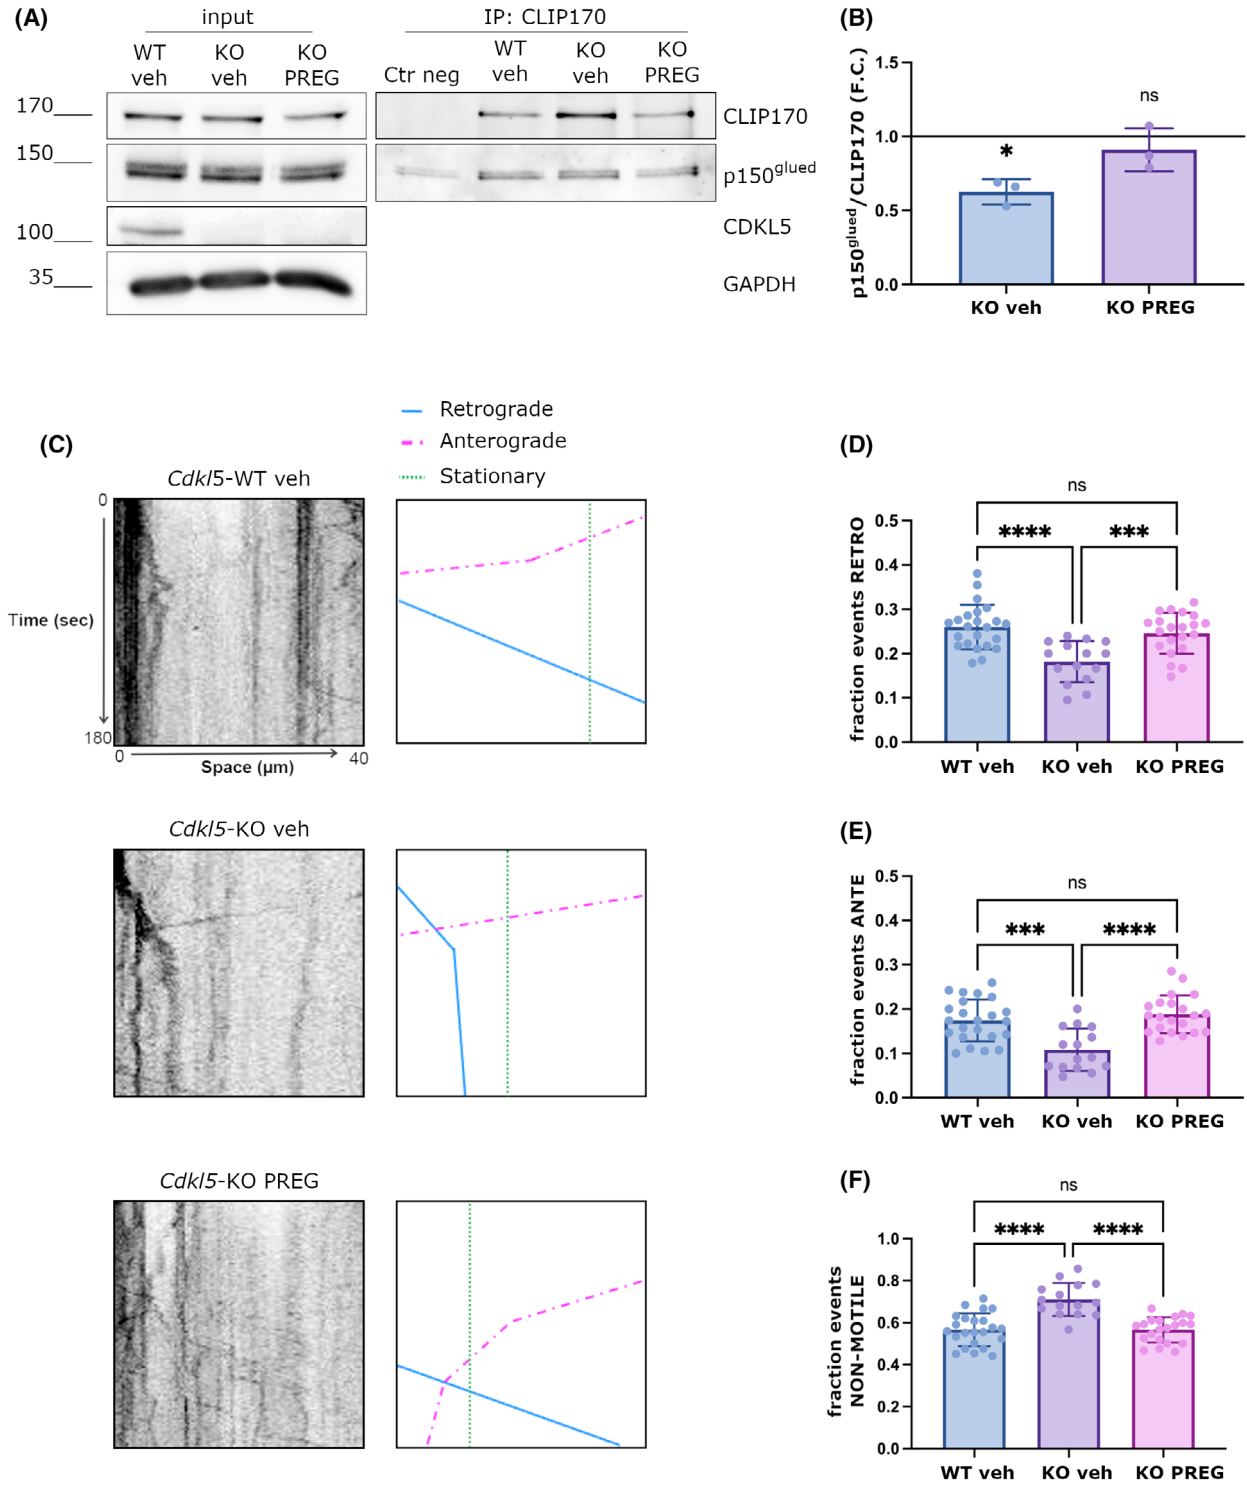 (A)
input
IP: CLIP170
WT veh
KO veh
KO PREG
Ctr neg
WT veh
KO veh
KO PREG
170
CLIP170
150
p150glued
100
CDKL5
35
GAPDH
(B)
p150glued/CLIP170 (F.C.)
1.5
1.0
0.5
0.0
*
ns
KO veh
KO PREG
(C)
Retrograde
Anterograde
Stationary
Cdkl5-WT veh
0
Time (sec)
180
0
Space (µm)
40
Cdkl5-KO veh
Cdkl5-KO PREG
(D)
fraction events RETRO
0.5
0.4
0.3
0.2
0.1
0.0
ns
****
***
WT veh
KO veh
KO PREG
(E)
fraction events ANTE
0.5
0.4
0.3
0.2
0.1
0.0
ns
***
****
WT veh
KO veh
KO PREG
(F)
fraction events
NON-MOTILE
1.0
0.8
0.6
0.4
0.2
0.0
ns
****
****
WT veh
KO veh
KO PREG